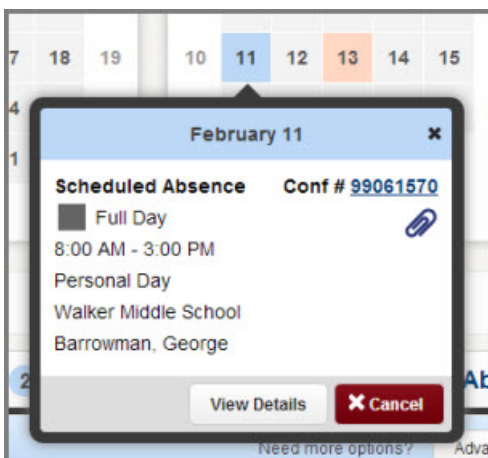 7 18 19 10 11 12 13 14 15
4
1
February 11 ✖
Scheduled Absence Conf # 99061570
Full Day
8:00 AM - 3:00 PM
Personal Day
Walker Middle School
Barrowman, George
View Details ✖ Cancel
2 Ab
Need more options? Adva